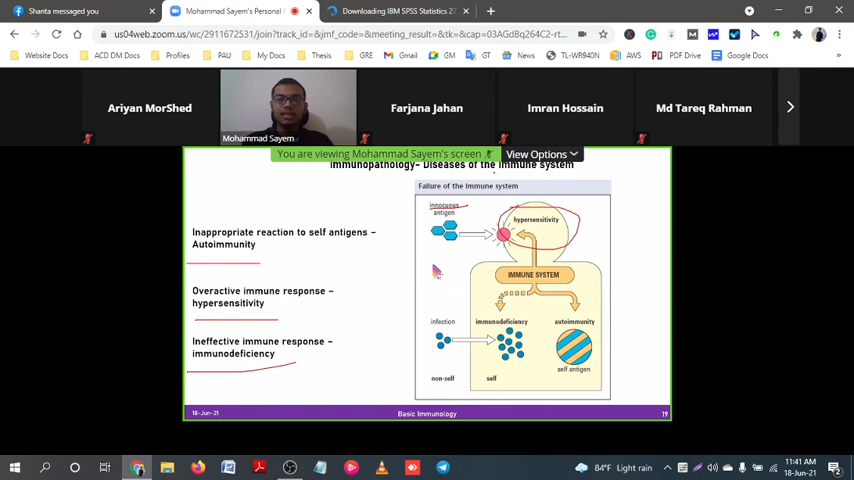 Shanta messaged you
Mohammad Sayem's Personal
Downloading IBM SPSS Statistics 27
us04web.zoom.us/wc/2911672531/join?track_id=&jmf_code=&meeting_result=&tk=&cap=03AGdBq264C2-rt...
Website Docs
ACD DM Docs
Profiles
PAU
My Docs
Thesis
GRE
Gmail
GM
GT
News
TL-WR940N
AWS
PDF Drive
Google Docs
Ariyan MorShed
Mohammad Sayem
Farjana Jahan
Imran Hossain
Md Tareq Rahman
You are viewing Mohammad Sayem's screen
View Options
Immunopathology- Diseases of the immune system
Failure of the immune system
innocuous
antigen
hypersensitivity
Inappropriate reaction to self antigens –
Autoimmunity
IMMUNE SYSTEM
Overactive immune response –
hypersensitivity
infection
immunodeficiency
autoimmunity
Ineffective immune response –
immunodeficiency
self antigen
non-self
self
18-Jun-21
Basic Immunology
19
84°F Light rain
11:41 AM
18-Jun-21
2